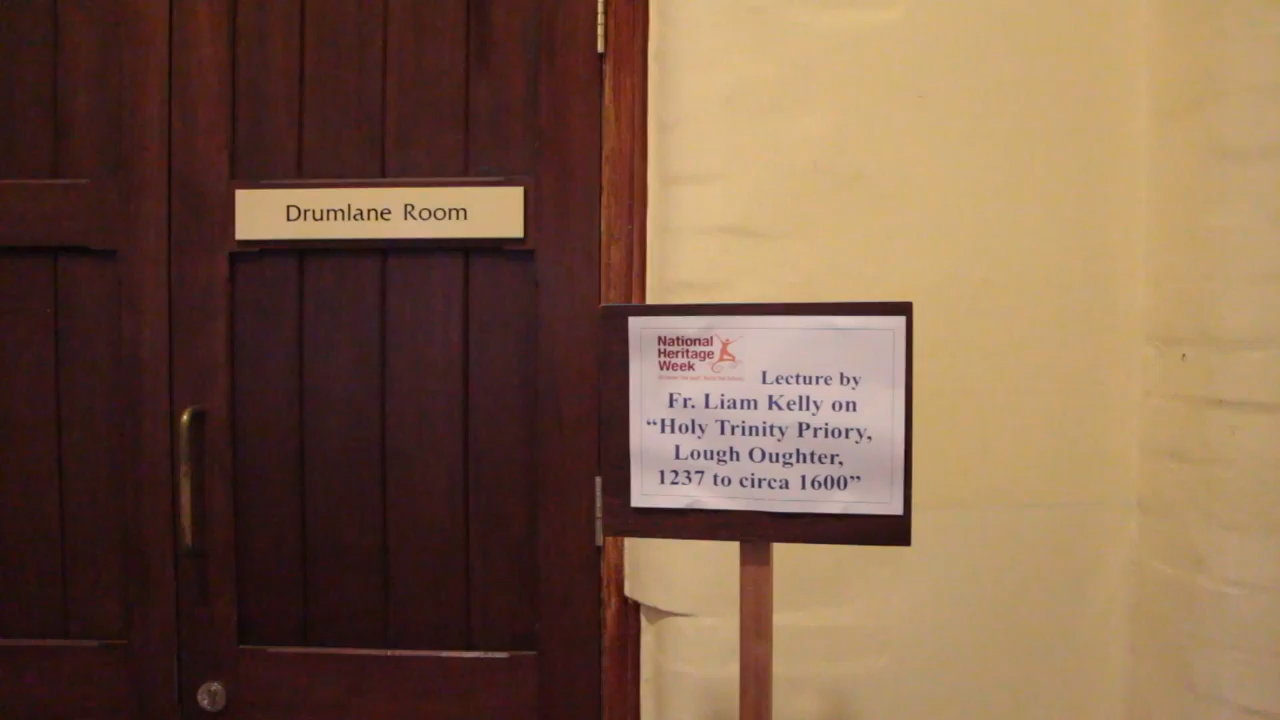 Drumlane Room
National
Heritage
Week
Lecture by
Fr. Liam Kelly on
“Holy Trinity Priory,
Lough Oughter,
1237 to circa 1600”